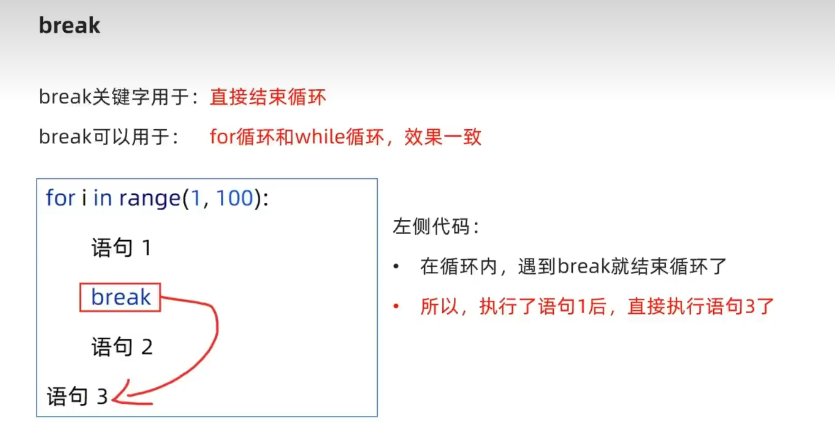 break
break关键字用于：直接结束循环
break可以用于： for循环和while循环，效果一致
for i in range(1, 100):
语句 1
break
语句 2
语句 3
左侧代码：
• 在循环内，遇到break就结束循环了
• 所以，执行了语句1后，直接执行语句3了